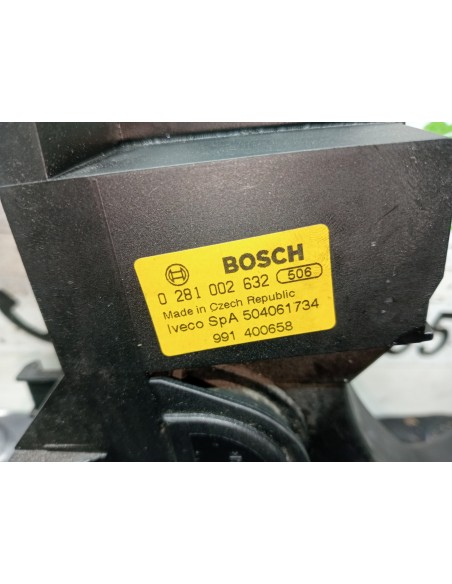 BOSCH
0 281 002 632 506
Made in Czech Republic
Iveco SpA 504061734
991 400658